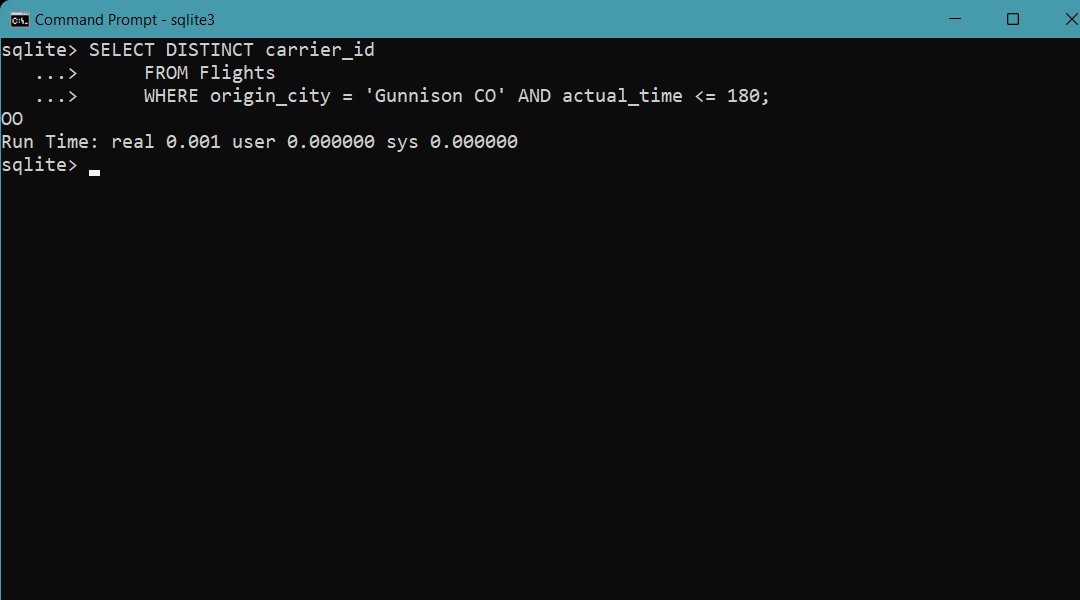 Command Prompt - sqlite3
sqlite> SELECT DISTINCT carrier_id
   ...>      FROM Flights
   ...>      WHERE origin_city = 'Gunnison CO' AND actual_time <= 180;
OO
Run Time: real 0.001 user 0.000000 sys 0.000000
sqlite>